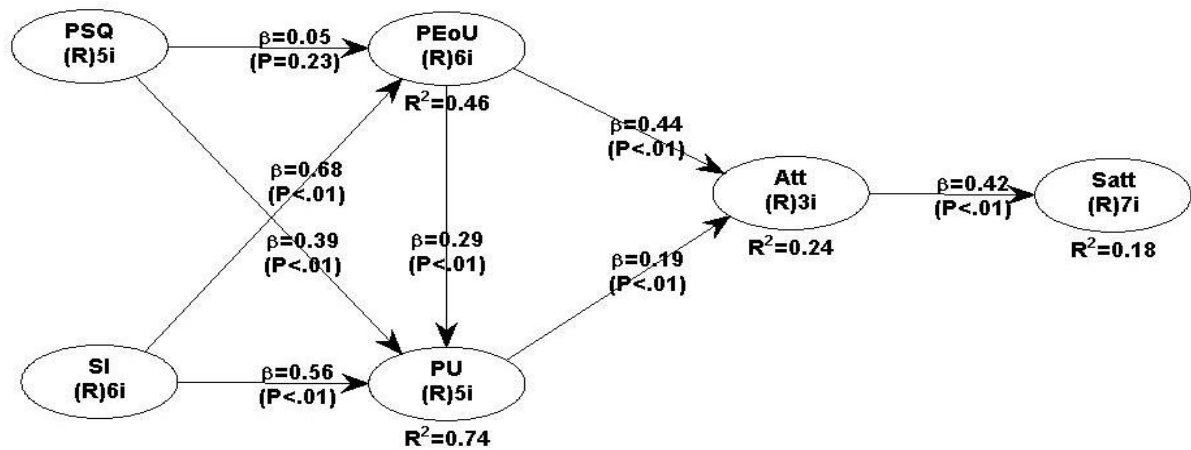 PSQ
(R)5i
β=0.05
(P=0.23)
PEoU
(R)6i
R²=0.46
β=0.44
(P<.01)
β=0.68
(P<.01)
Att
(R)3i
R²=0.24
β=0.42
(P<.01)
Satt
(R)7i
R²=0.18
β=0.39
(P<.01)
β=0.29
(P<.01)
β=0.19
(P<.01)
SI
(R)6i
β=0.56
(P<.01)
PU
(R)5i
R²=0.74